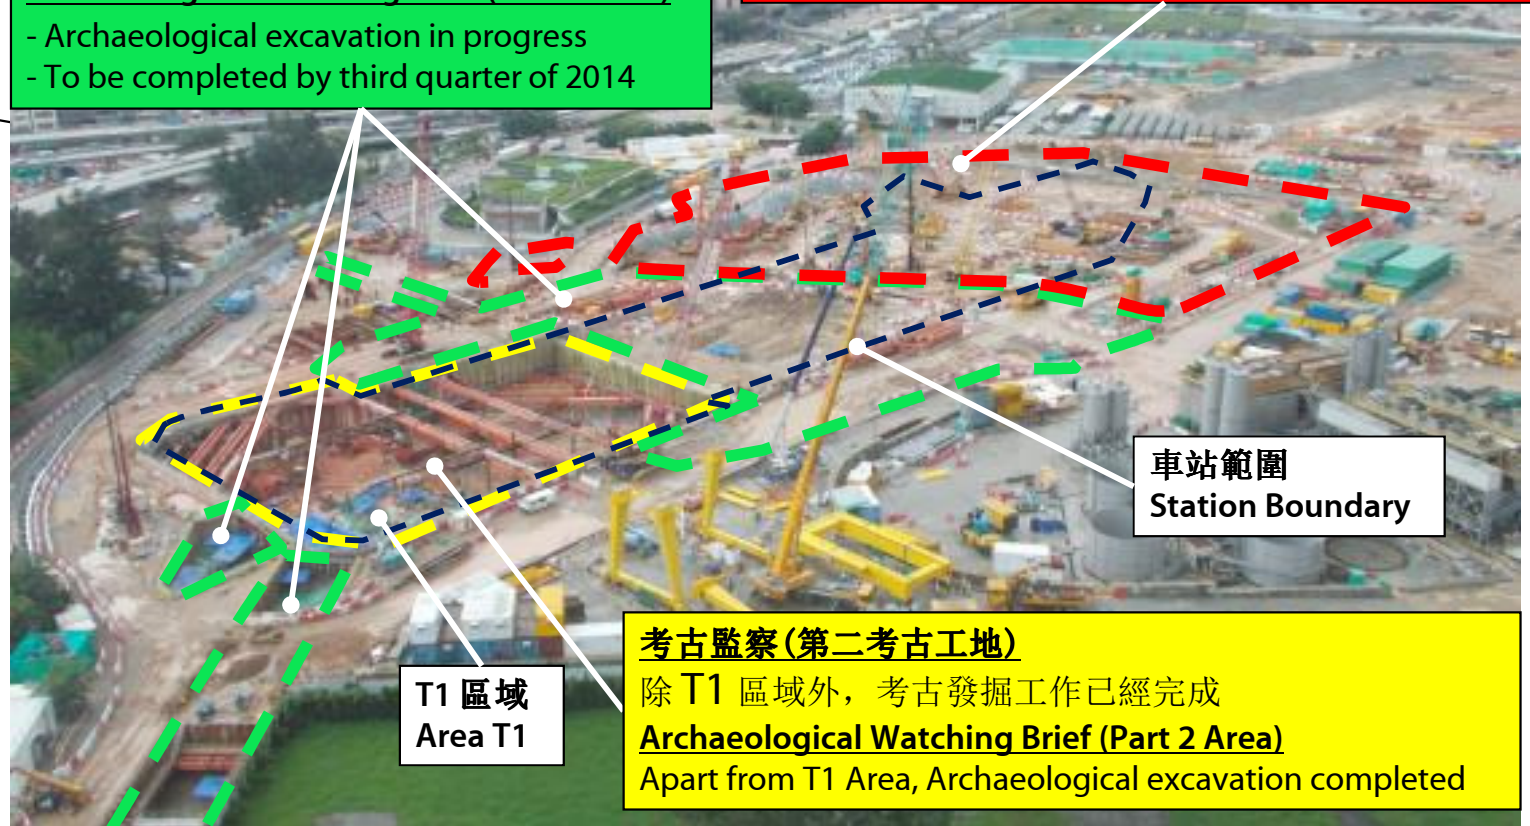 - Archaeological excavation in progress
- To be completed by third quarter of 2014
車站範圍
Station Boundary
T1 區域
Area T1
考古監察(第二考古工地)
除 T1 區域外，考古發掘工作已經完成
Archaeological Watching Brief (Part 2 Area)
Apart from T1 Area, Archaeological excavation completed